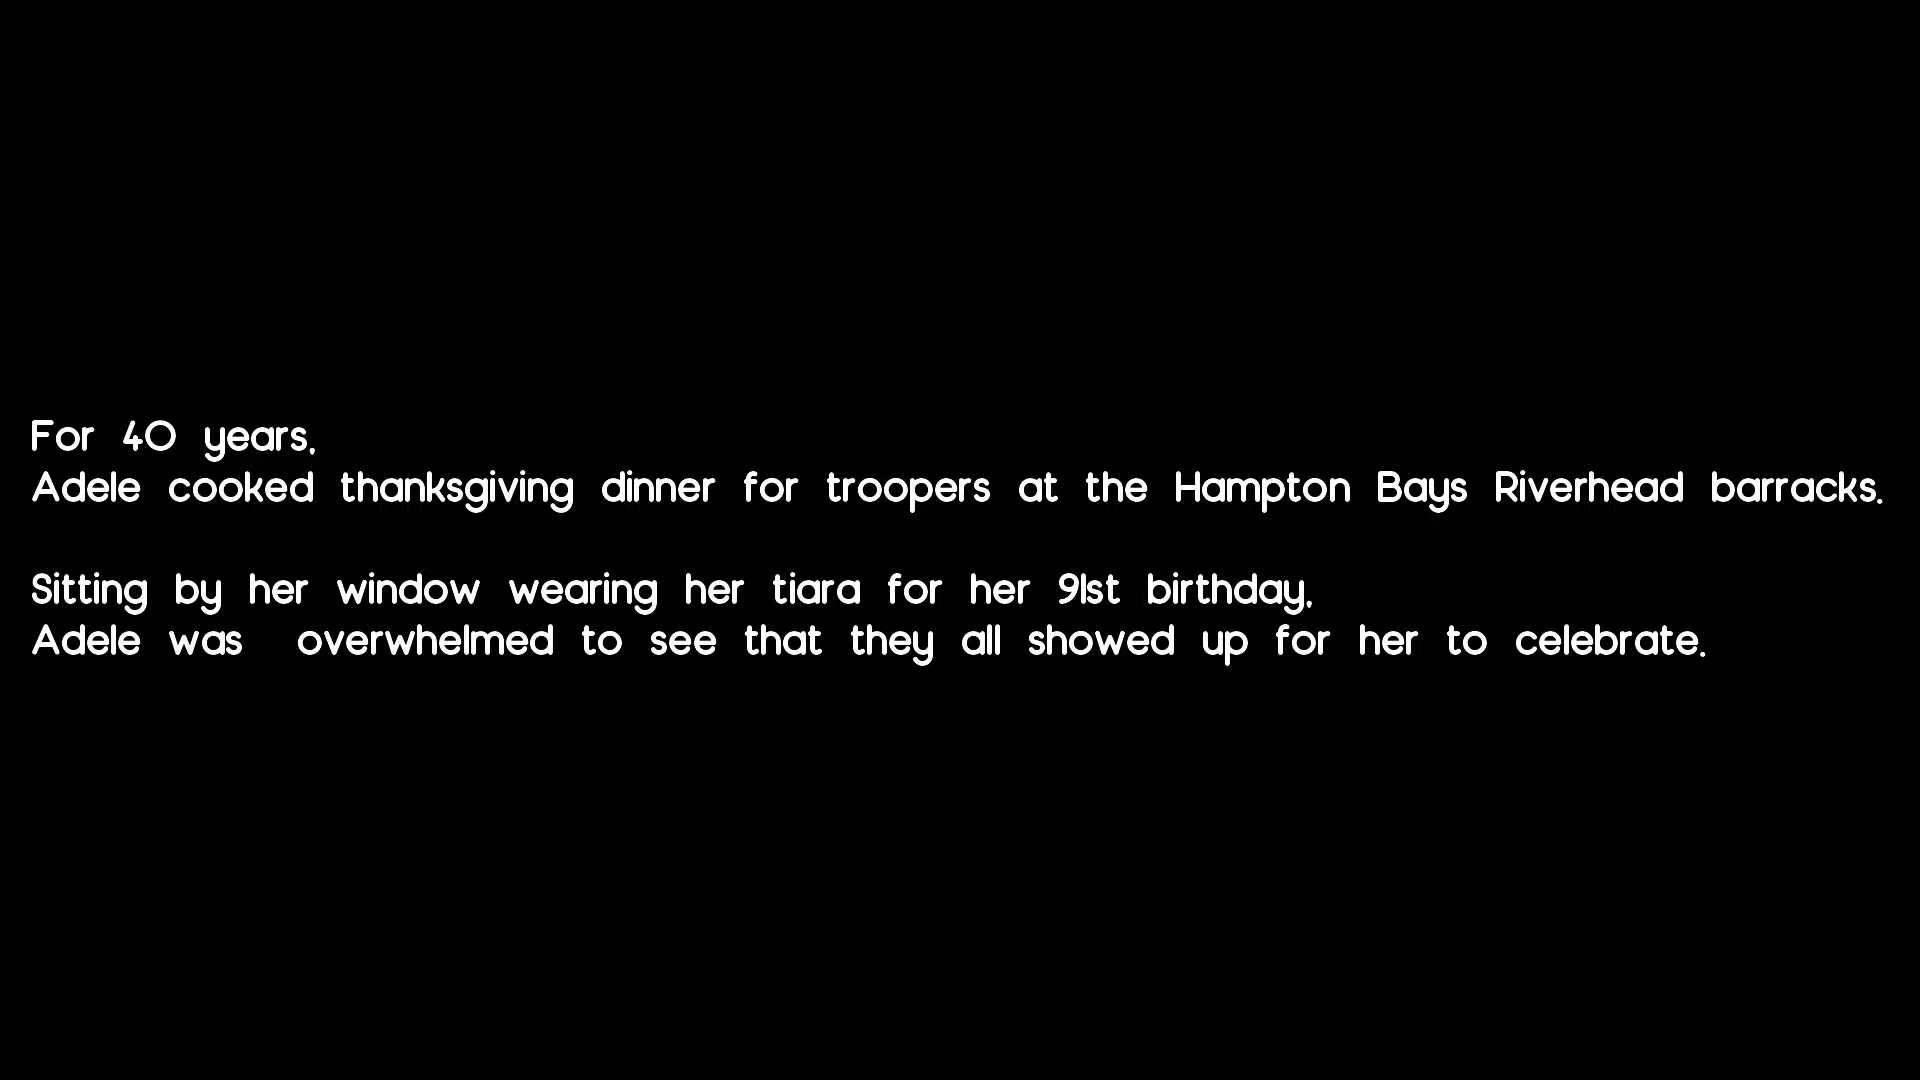 For 40 years,
Adele cooked thanksgiving dinner for troopers at the Hampton Bays Riverhead barracks.
Sitting by her window wearing her tiara for her 91st birthday,
Adele was  overwhelmed to see that they all showed up for her to celebrate.